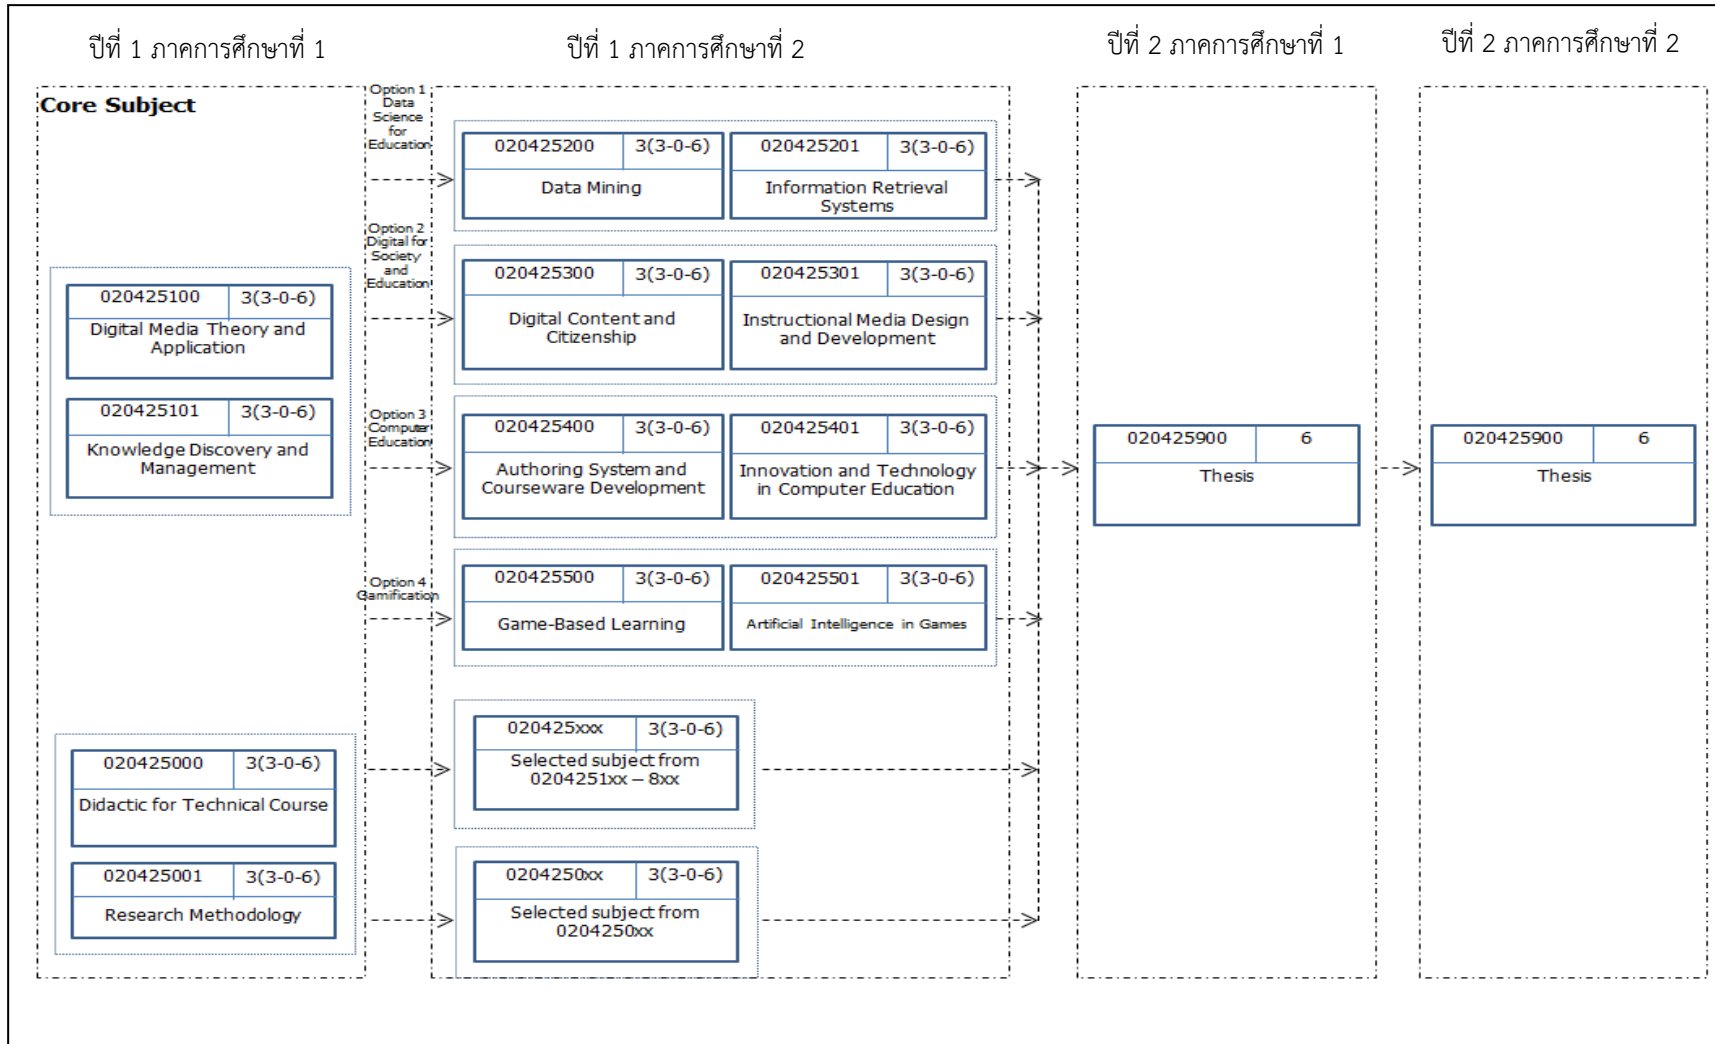 ปีที่ 1 ภาคการศึกษาที่ 1
ปีที่ 1 ภาคการศึกษาที่ 2
ปีที่ 2 ภาคการศึกษาที่ 1
ปีที่ 2 ภาคการศึกษาที่ 2
Core Subject
020425100 3(3-0-6)
Digital Media Theory and
Application
020425101 3(3-0-6)
Knowledge Discovery and
Management
020425000 3(3-0-6)
Didactic for Technical Course
020425001 3(3-0-6)
Research Methodology
Option 1
Data
Science
for
Education
020425200 3(3-0-6)
Data Mining
020425201 3(3-0-6)
Information Retrieval
Systems
Option 2
Digital for
Society
and
Education
020425300 3(3-0-6)
Digital Content and
Citizenship
020425301 3(3-0-6)
Instructional Media Design
and Development
Option 3
Computer
Education
020425400 3(3-0-6)
Authoring System and
Courseware Development
020425401 3(3-0-6)
Innovation and Technology
in Computer Education
Option 4
Gamification
020425500 3(3-0-6)
Game-Based Learning
020425501 3(3-0-6)
Artificial Intelligence in Games
020425xxx 3(3-0-6)
Selected subject from
0204251xx – 8xx
0204250xx 3(3-0-6)
Selected subject from
0204250xx
020425900 6
Thesis
020425900 6
Thesis